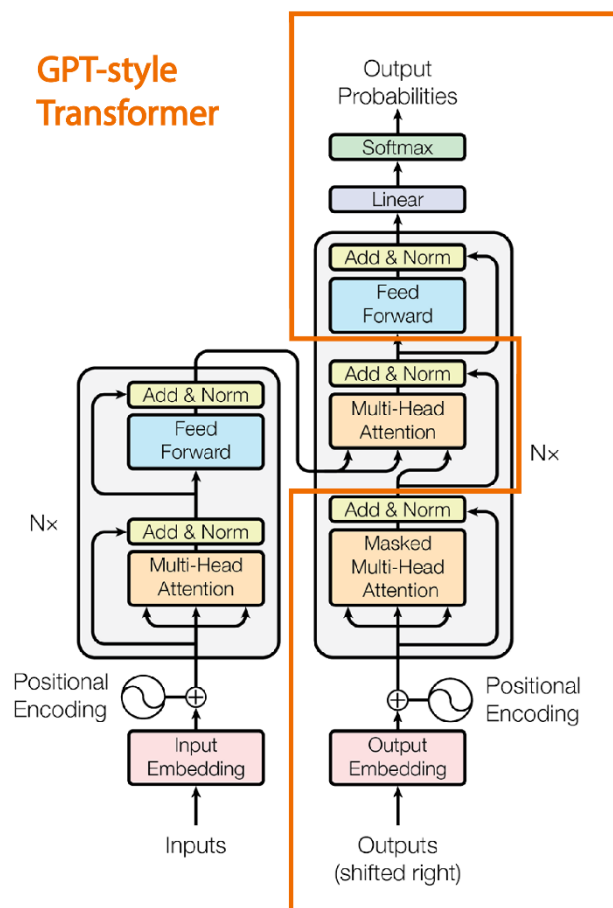 GPT-style
Transformer
Output
Probabilities
Softmax
Linear
Add & Norm
Feed
Forward
Add & Norm
Multi-Head
Attention
N×
Add & Norm
Masked
Multi-Head
Attention
Positional
Encoding
Output
Embedding
Outputs
(shifted right)
Add & Norm
Feed
Forward
N×
Add & Norm
Multi-Head
Attention
Positional
Encoding
Input
Embedding
Inputs